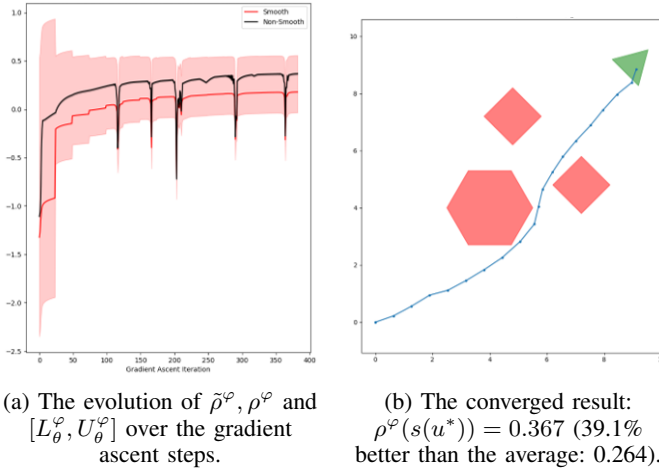 Smooth
Non-Smooth
1.0
0.5
0.0
−0.5
−1.0
−1.5
−2.0
−2.5
0 50 100 150 200 250 300 350 400
Gradient Ascent Iteration
10
8
6
4
2
0
0 2 4 6 8
(a) The evolution of ρ̃^φ, ρ^φ and
[L_θ^φ, U_θ^φ] over the gradient
ascent steps.
(b) The converged result:
ρ^φ(s(u*)) = 0.367 (39.1%
better than the average: 0.264).